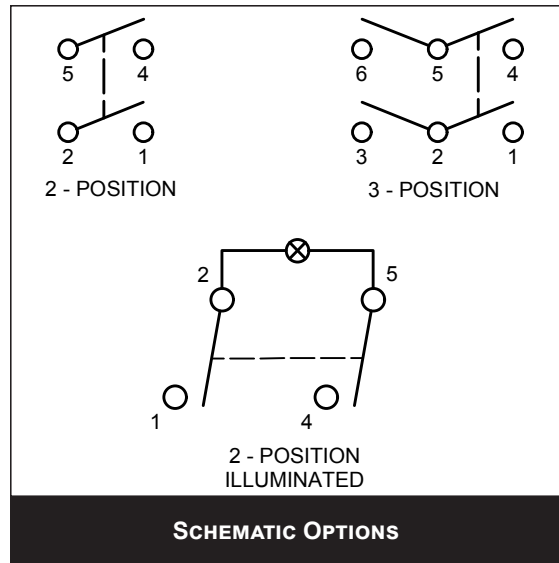 5 4
2 1
2 - POSITION
6 5 4
3 2 1
3 - POSITION
2 5
1 4
2 - POSITION
ILLUMINATED
SCHEMATIC OPTIONS